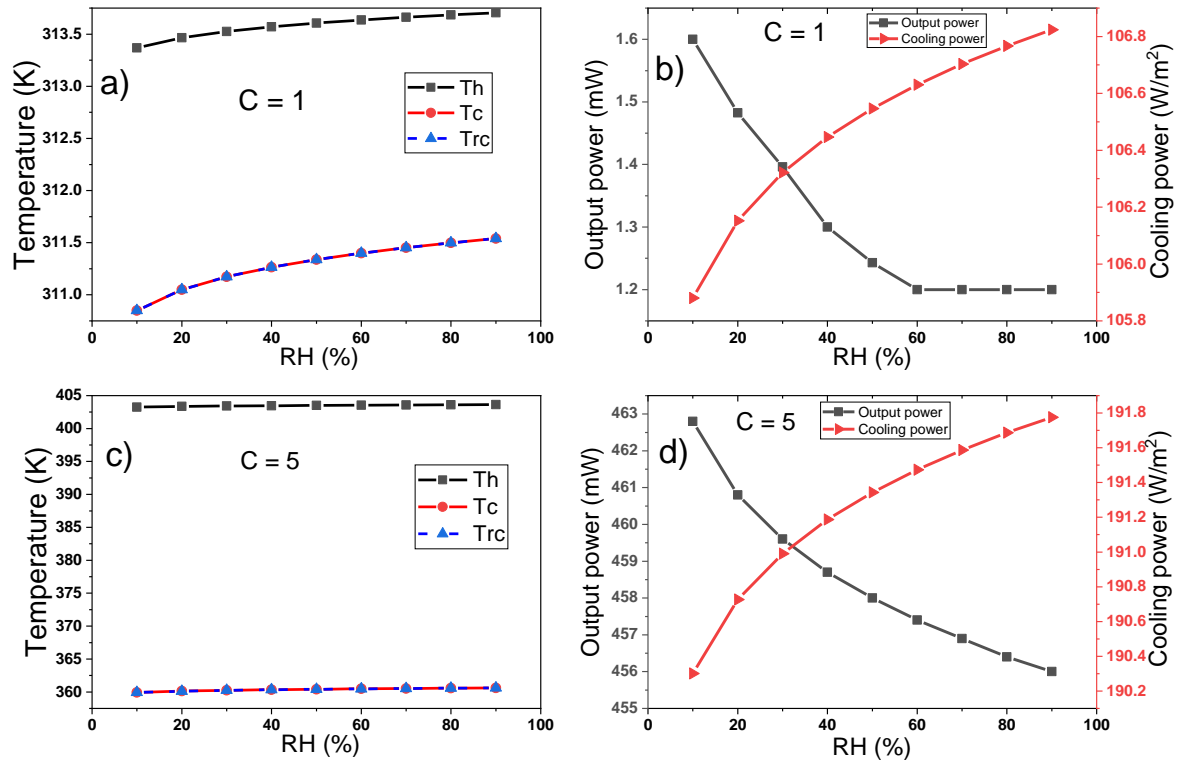 a)
C = 1
Th
Tc
Trc
Temperature (K)
313.5
313.0
312.5
312.0
311.5
311.0
0
20
40
60
80
100
RH (%)
b)
C = 1
Output power
Cooling power
Output power (mW)
1.6
1.5
1.4
1.3
1.2
Cooling power (W/m²)
106.8
106.6
106.4
106.2
106.0
105.8
0
20
40
60
80
100
RH (%)
c)
C = 5
Th
Tc
Trc
Temperature (K)
405
400
395
390
385
380
375
370
365
360
0
20
40
60
80
100
RH (%)
d)
C = 5
Output power
Cooling power
Output power (mW)
463
462
461
460
459
458
457
456
455
Cooling power (W/m²)
191.8
191.6
191.4
191.2
191.0
190.8
190.6
190.4
190.2
0
20
40
60
80
100
RH (%)